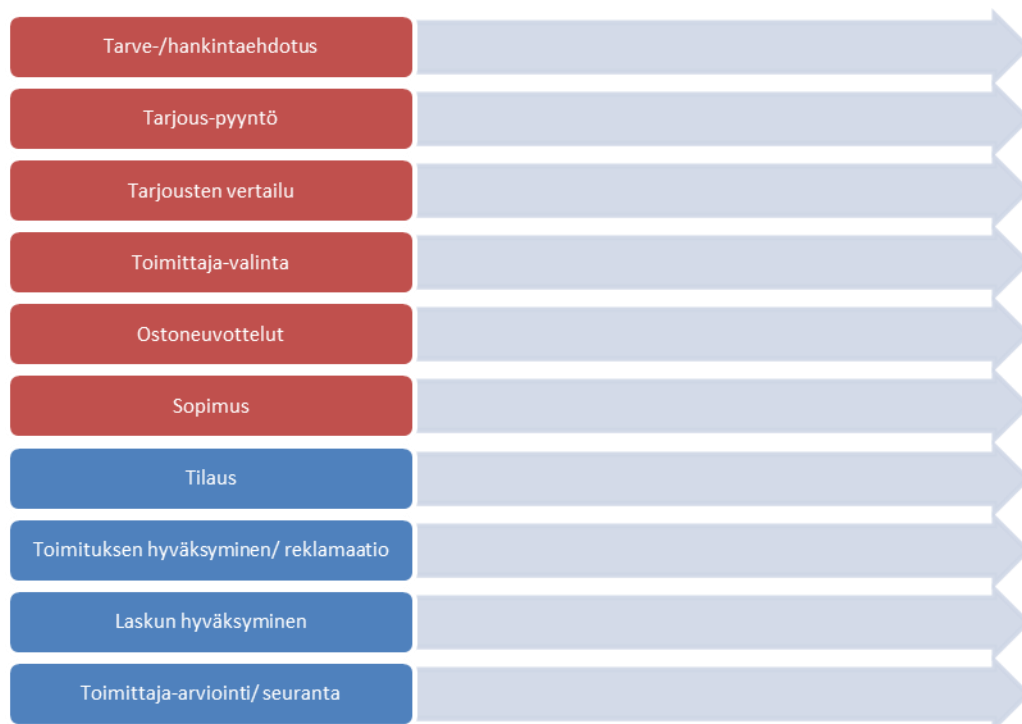 Tarve-/hankintaehdotus
Tarjous-pyyntö
Tarjousten vertailu
Toimittaja-valinta
Ostoneuvottelut
Sopimus
Tilaus
Toimituksen hyväksyminen/ reklamaatio
Laskun hyväksyminen
Toimittaja-arviointi/ seuranta